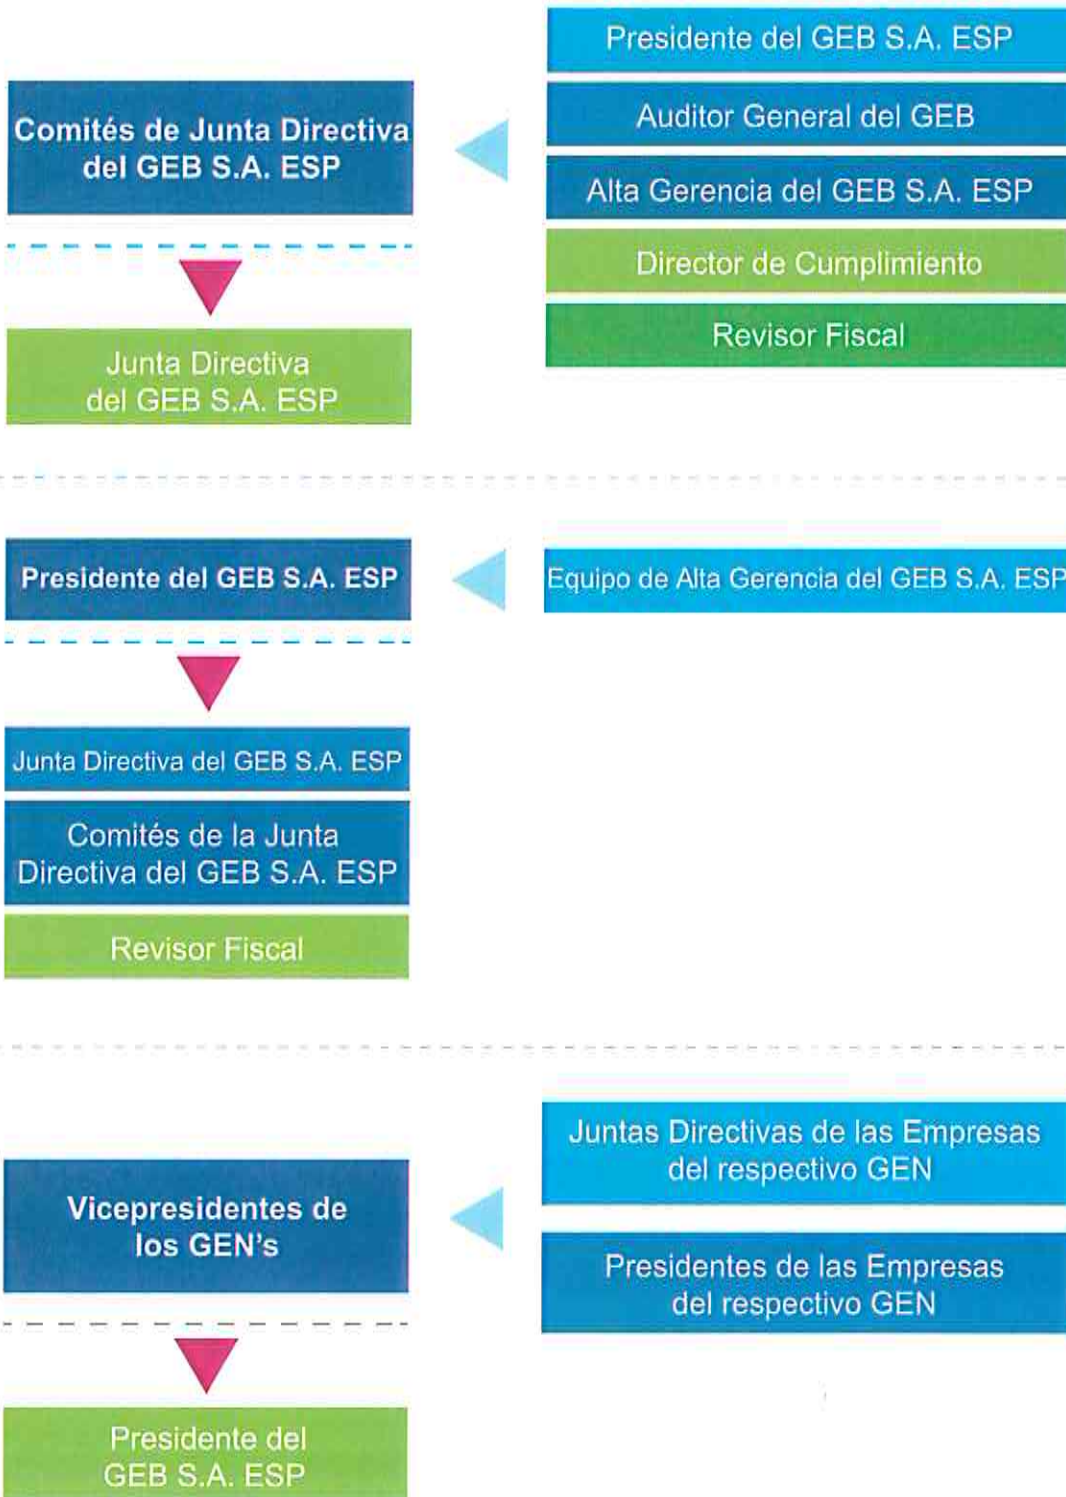 Comités de Junta Directiva
del GEB S.A. ESP
Presidente del GEB S.A. ESP
Auditor General del GEB
Alta Gerencia del GEB S.A. ESP
Director de Cumplimiento
Revisor Fiscal
Junta Directiva
del GEB S.A. ESP
Presidente del GEB S.A. ESP
Equipo de Alta Gerencia del GEB S.A. ESP
Junta Directiva del GEB S.A. ESP
Comités de la Junta
Directiva del GEB S.A. ESP
Revisor Fiscal
Vicepresidentes de
los GEN's
Juntas Directivas de las Empresas
del respectivo GEN
Presidentes de las Empresas
del respectivo GEN
Presidente del
GEB S.A. ESP